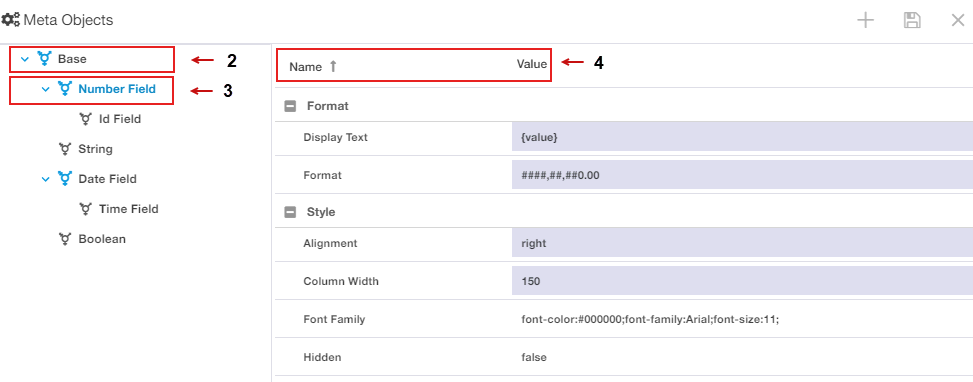 Meta Objects
Base
2
Number Field
3
Id Field
String
Date Field
Time Field
Boolean
Name ↑ Value
4
Format
Display Text {value}
Format ####,##,##0.00
Style
Alignment right
Column Width 150
Font Family font-color:#000000;font-family:Arial;font-size:11;
Hidden false